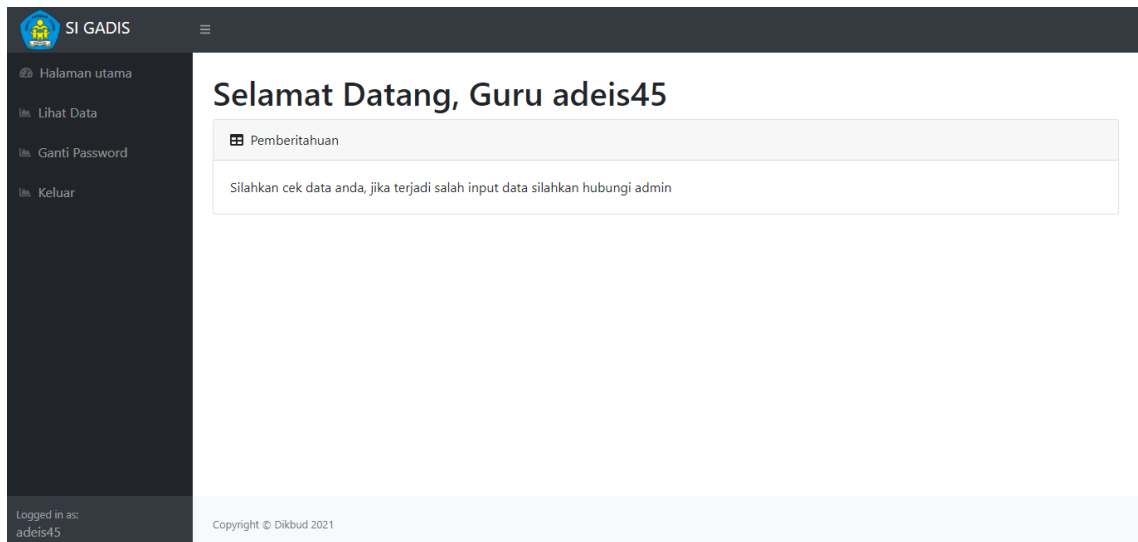 SI GADIS
Halaman utama
Lihat Data
Ganti Password
Keluar
Selamat Datang, Guru adeis45
Pemberitahuan
Silahkan cek data anda, jika terjadi salah input data silahkan hubungi admin
Logged in as:
adeis45
Copyright © Dikbud 2021